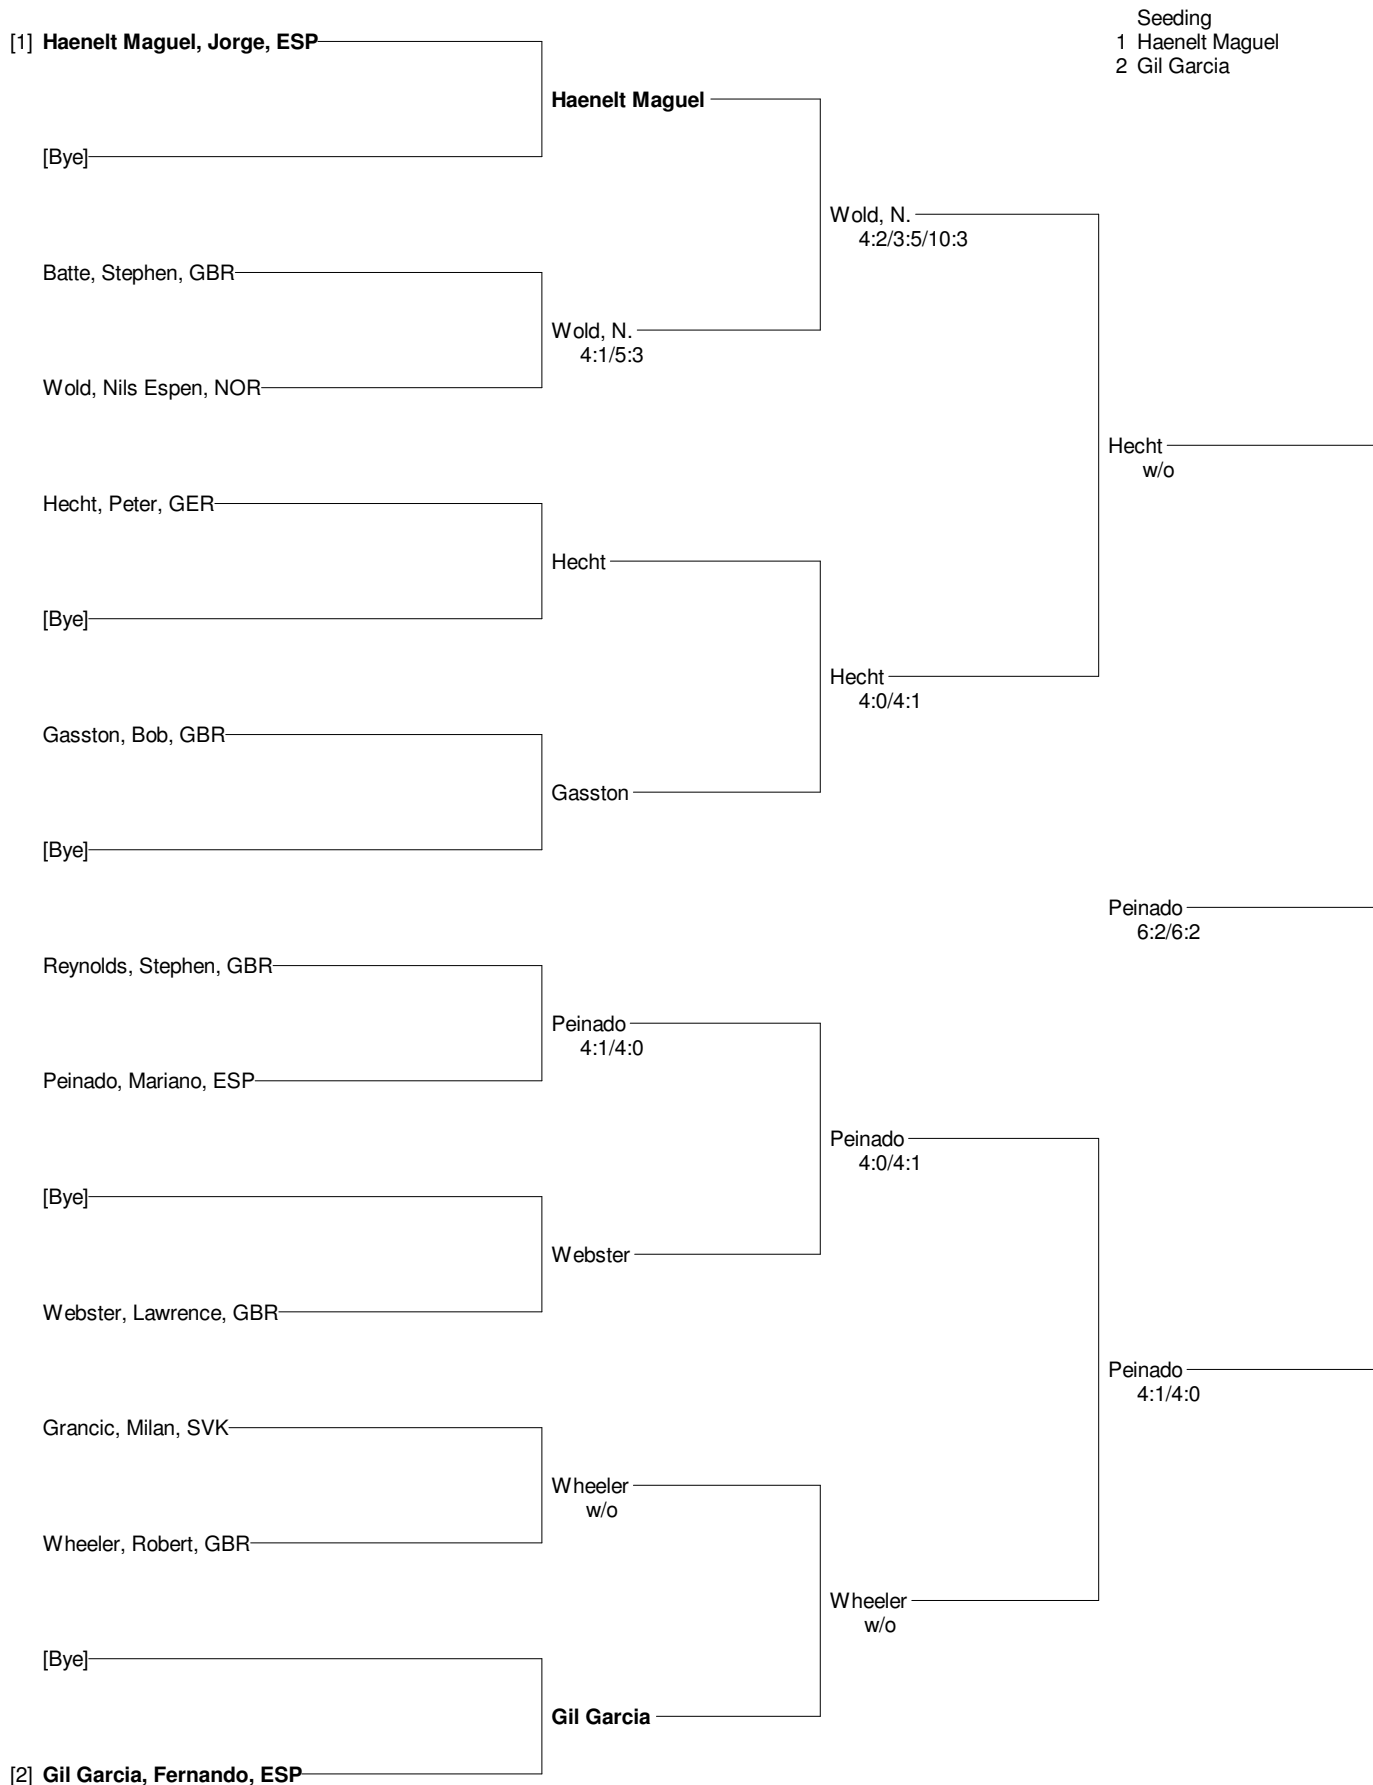 Seeding
1 Haenelt Maguel
2 Gil Garcia
[1] Haenelt Maguel, Jorge, ESP
Haenelt Maguel
[Bye]
Wold, N.
4:2/3:5/10:3
Batte, Stephen, GBR
Wold, N.
4:1/5:3
Wold, Nils Espen, NOR
Hecht
w/o
Hecht, Peter, GER
Hecht
[Bye]
Hecht
4:0/4:1
Gasston, Bob, GBR
Gasston
[Bye]
Peinado
6:2/6:2
Reynolds, Stephen, GBR
Peinado
4:1/4:0
Peinado, Mariano, ESP
Peinado
4:0/4:1
[Bye]
Webster
Webster, Lawrence, GBR
Peinado
4:1/4:0
Grancic, Milan, SVK
Wheeler
w/o
Wheeler, Robert, GBR
Wheeler
w/o
[Bye]
Gil Garcia
[2] Gil Garcia, Fernando, ESP